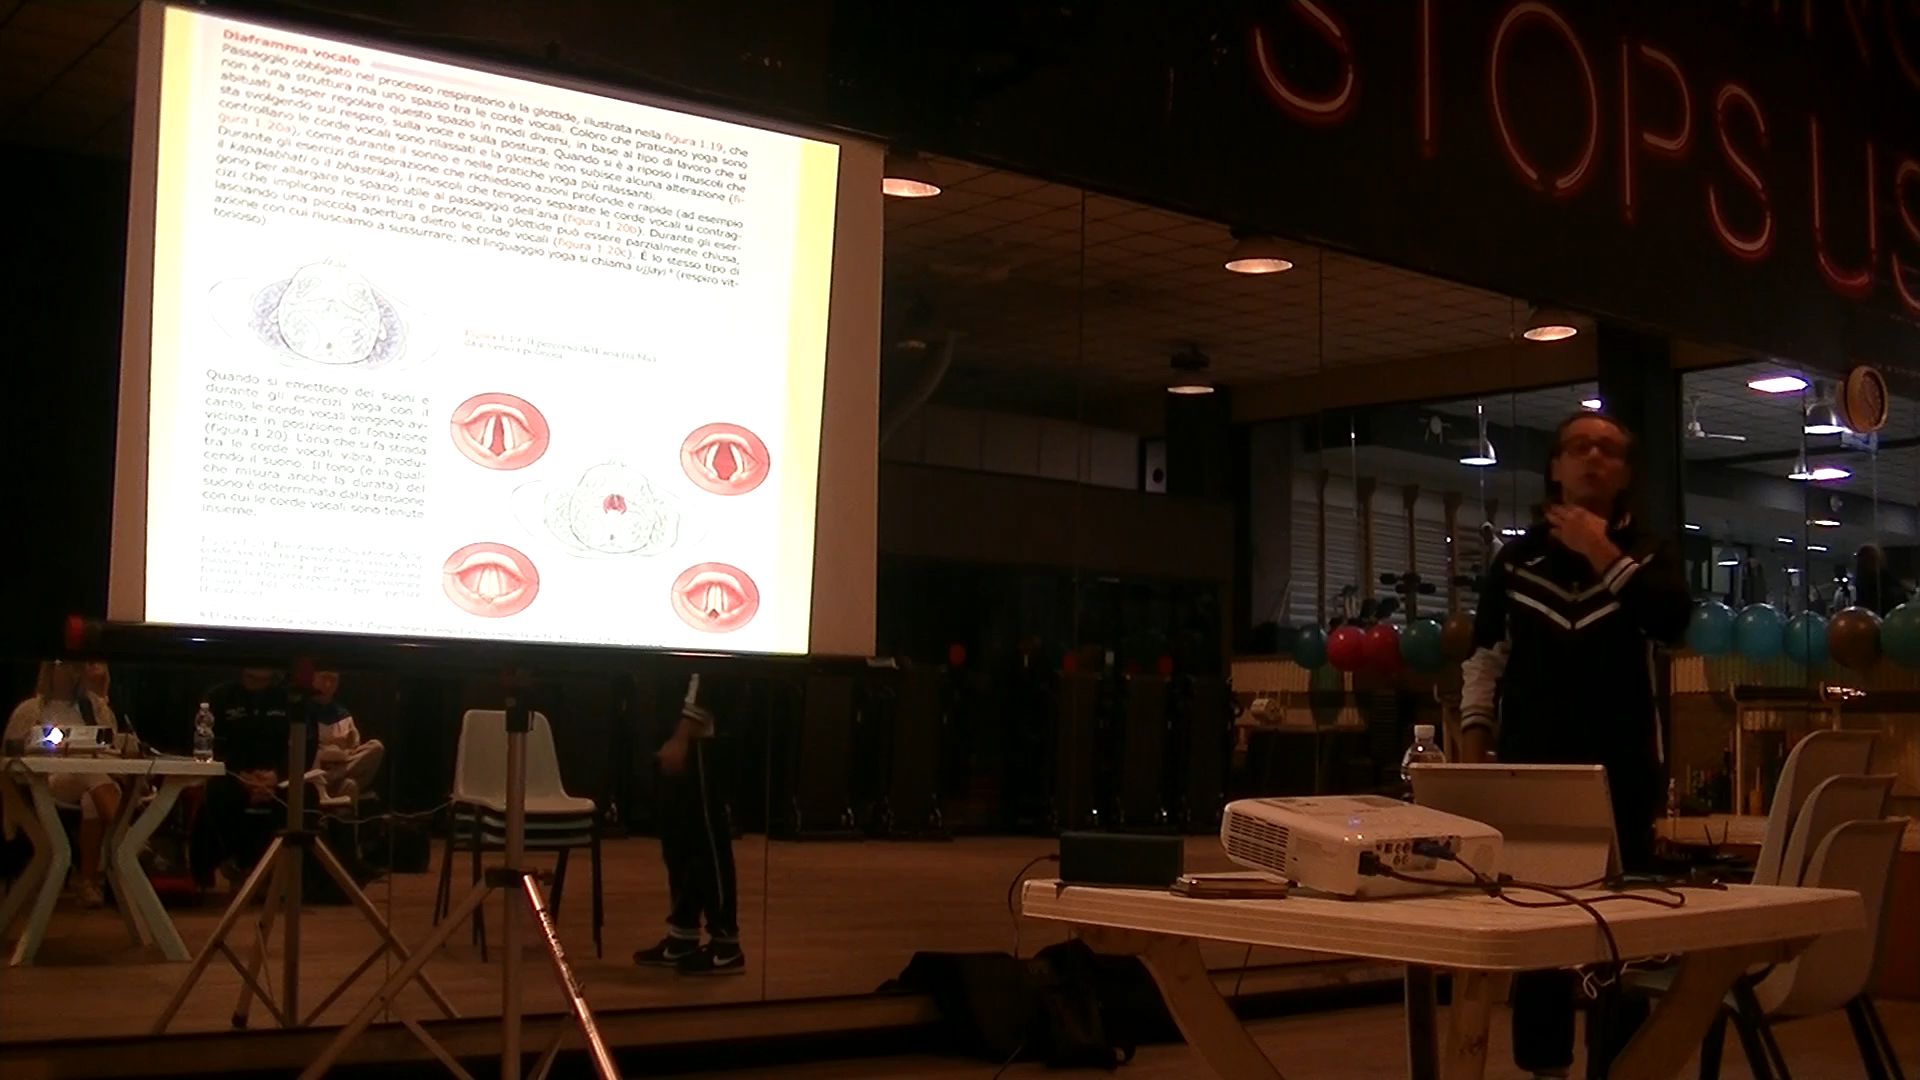 STOPS US
Diaframma vocale
Passaggio obbligato nel processo respiratorio è la glottide, illustrata nella figura 1.19, che
non è una struttura ma uno spazio tra le corde vocali. Coloro che praticano yoga sono
abituati a saper regolare questo spazio in modi diversi, in base al tipo di lavoro che si
sta svolgendo sul respiro, sulla voce e sulla postura. Quando si è a riposo i muscoli che
controllano le corde vocali sono rilassati e la glottide non subisce alcuna alterazione (fi-
gura 1.20a), come durante il sonno e nelle pratiche yoga più rilassanti.
Durante gli esercizi di respirazione che richiedono azioni profonde e rapide (ad esempio
il kapalabhati o il bhastrika), i muscoli che tengono separate le corde vocali si contrag-
gono per allargare lo spazio utile al passaggio dell'aria (figura 1.20b). Durante gli eser-
cizi che implicano respiri lenti e profondi, la glottide può essere parzialmente chiusa,
lasciando una piccola apertura dietro le corde vocali (figura 1.20c). È lo stesso tipo di
azione con cui riusciamo a sussurrare; nel linguaggio yoga si chiama ujjayi (respiro vit-
torioso).
Quando si emettono dei suoni e
durante gli esercizi yoga con il
canto, le corde vocali vengono av-
vicinate in posizione di fonazione
(figura 1.20). L'aria che si fa strada
tra le corde vocali vibra, produ-
cendo il suono. Il tono (e in qual-
che misura anche la durata) del
suono è determinata dalla tensione
con cui le corde vocali sono tenute
insieme.